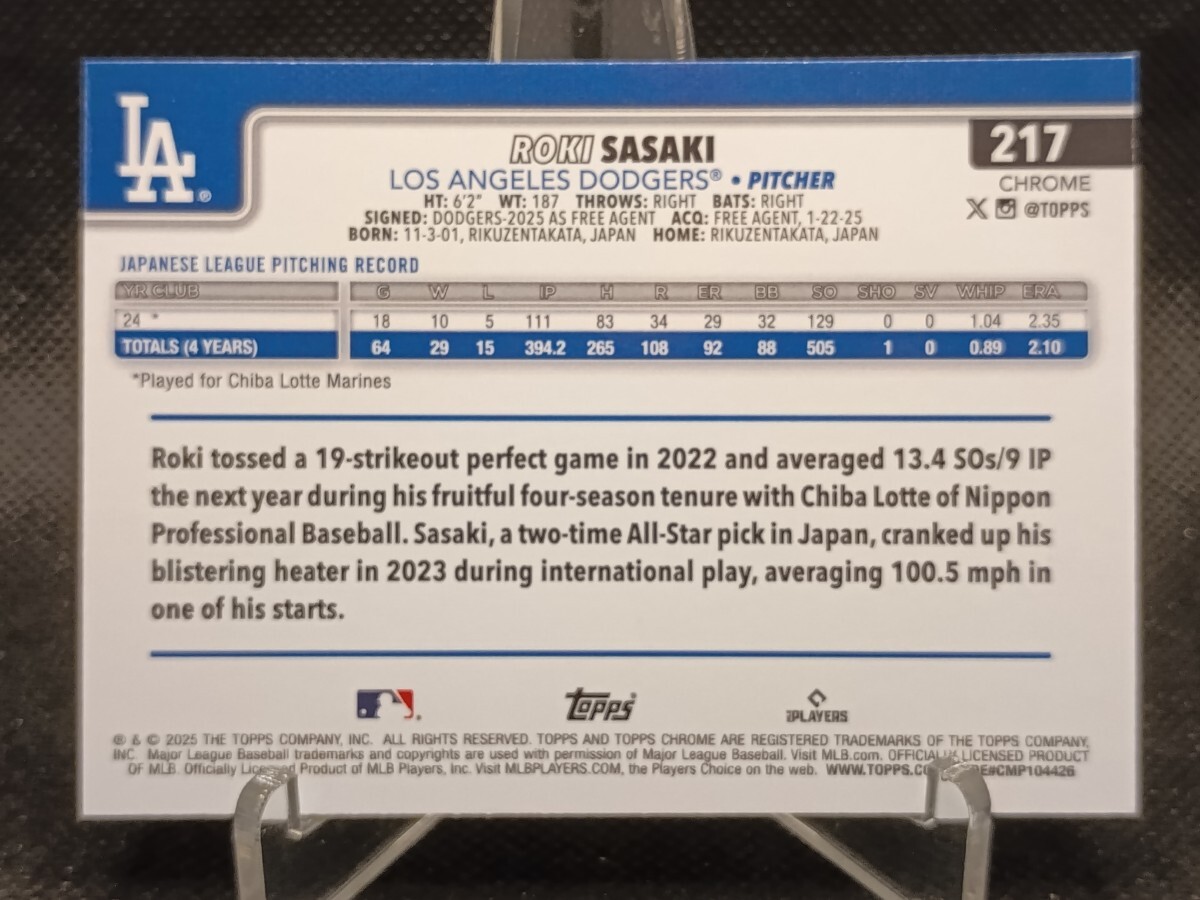 LA®
ROKI SASAKI
217
LOS ANGELES DODGERS® • PITCHER
CHROME
HT: 6'2" WT: 187 THROWS: RIGHT BATS: RIGHT
X @TOPPS
SIGNED: DODGERS-2025 AS FREE AGENT ACQ: FREE AGENT, 1-22-25
BORN: 11-3-01, RIKUZENTAKATA, JAPAN HOME: RIKUZENTAKATA, JAPAN
JAPANESE LEAGUE PITCHING RECORD
YR CLUB G W L IP H R ER BB SO SHO SV WHIP ERA
24 * 18 10 5 111 83 34 29 32 129 0 0 1.04 2.35
TOTALS (4 YEARS) 64 29 15 394.2 265 108 92 88 505 1 0 0.89 2.10
*Played for Chiba Lotte Marines
Roki tossed a 19-strikeout perfect game in 2022 and averaged 13.4 SOs/9 IP
the next year during his fruitful four-season tenure with Chiba Lotte of Nippon
Professional Baseball. Sasaki, a two-time All-Star pick in Japan, cranked up his
blistering heater in 2023 during international play, averaging 100.5 mph in
one of his starts.
Topps PLAYERS
® & © 2025 THE TOPPS COMPANY, INC. ALL RIGHTS RESERVED. TOPPS AND TOPPS CHROME ARE REGISTERED TRADEMARKS OF THE TOPPS COMPANY,
INC. Major League Baseball trademarks and copyrights are used with permission of Major League Baseball. Visit MLB.com. OFFICIALLY LICENSED PRODUCT
OF MLB. Officially Licensed Product of MLB Players, Inc. Visit MLBPLAYERS.COM, the Players Choice on the web. WWW.TOPPS.CO E#CMP104426